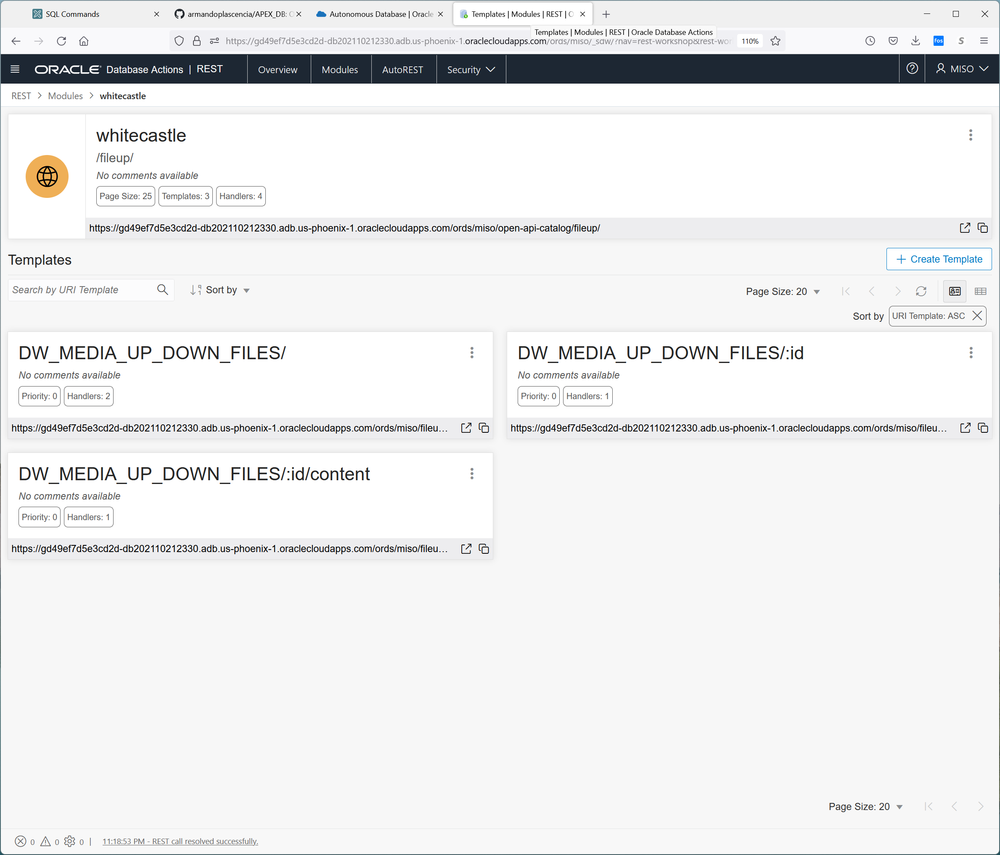 SQL Commands
armandoplascencia/APEX_DB: O
Autonomous Database | Oracle
Templates | Modules | REST | O
Templates | Modules | REST | Oracle Database Actions
https://gd49ef7d5e3cd2d-db202110212330.adb.us-phoenix-1.oraclecloudapps.com/ords/miso/_sdw/?nav=rest-workshop&rest-wor
110%
fos
S
ORACLE Database Actions | REST
Overview
Modules
AutoREST
Security
MISO
REST > Modules > whitecastle
whitecastle
/fileup/
No comments available
Page Size: 25
Templates: 3
Handlers: 4
https://gd49ef7d5e3cd2d-db202110212330.adb.us-phoenix-1.oraclecloudapps.com/ords/miso/open-api-catalog/fileup/
Templates
Create Template
Search by URI Template
Sort by
Page Size: 20
Sort by
URI Template: ASC
DW_MEDIA_UP_DOWN_FILES/
No comments available
Priority: 0
Handlers: 2
https://gd49ef7d5e3cd2d-db202110212330.adb.us-phoenix-1.oraclecloudapps.com/ords/miso/fileu...
DW_MEDIA_UP_DOWN_FILES/:id
No comments available
Priority: 0
Handlers: 1
https://gd49ef7d5e3cd2d-db202110212330.adb.us-phoenix-1.oraclecloudapps.com/ords/miso/fileu...
DW_MEDIA_UP_DOWN_FILES/:id/content
No comments available
Priority: 0
Handlers: 1
https://gd49ef7d5e3cd2d-db202110212330.adb.us-phoenix-1.oraclecloudapps.com/ords/miso/fileu...
Page Size: 20
0 0 0 | 11:18:53 PM - REST call resolved successfully.